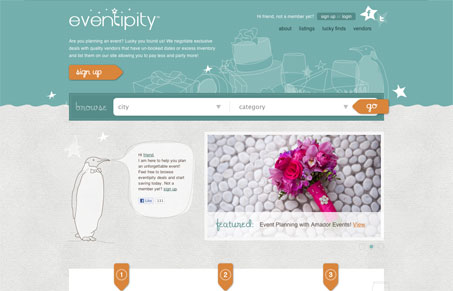 eventipity
Hi friend, not a member yet? sign up login
about listings lucky finds vendors
Are you planning an event? Lucky you found us! We negotiate exclusive
deals with quality vendors that have un-booked dates or excess inventory
and list them on our site allowing you to pay less and party more!
sign up
browse city category go
Hi friend,
I am here to help you plan
an unforgettable event!
Feel free to browse
eventipity deals and start
saving today. Not a
member yet? sign up
Like 131
featured: Event Planning with Amador Events! View
1 2 3